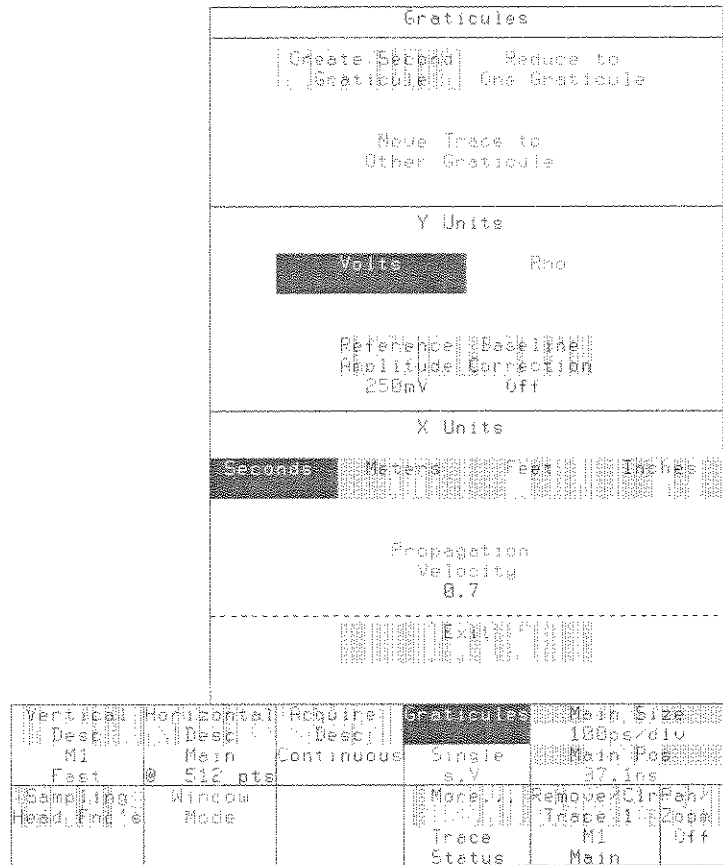 Graticules
Create Second Reduce to
Graticule One Graticule
Move Trace to
Other Graticule
Y Units
Volts Rho
Reference Baseline
Amplitude Correction
250mV Off
X Units
Seconds Meters Feet Inches
Propagation
Velocity
0.7
Exit
Vertical Horizontal Acquire Graticules Main Size
Desc Desc Desc 100ps/div
M1 Main Continuous Single Main Pos
Fast @ 512 pts s.V 37.1ns
Sampling Window More... Remove/Clr Pan/
Head Fnc's Mode Trace 1 Zoom
Trace M1 Off
Status Main